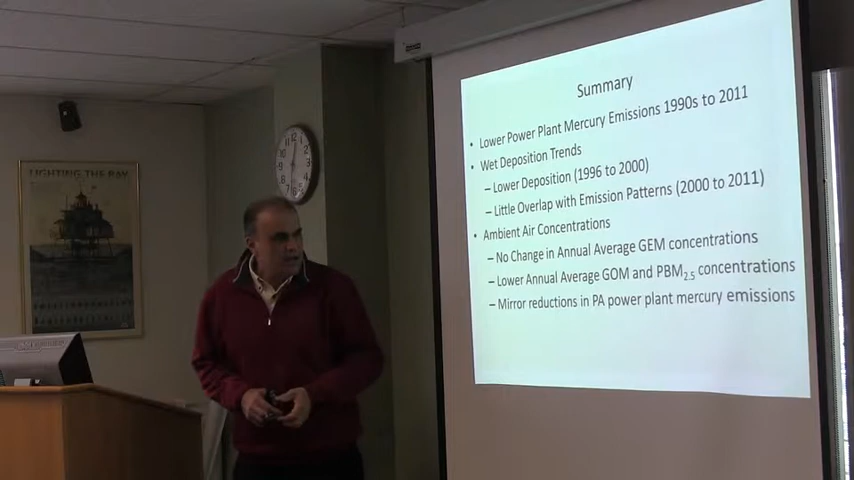 LIGHTING THE BAY
Summary
• Lower Power Plant Mercury Emissions 1990s to 2011
• Wet Deposition Trends
– Lower Deposition (1996 to 2000)
– Little Overlap with Emission Patterns (2000 to 2011)
• Ambient Air Concentrations
– No Change in Annual Average GEM concentrations
– Lower Annual Average GOM and PBM2.5 concentrations
– Mirror reductions in PA power plant mercury emissions